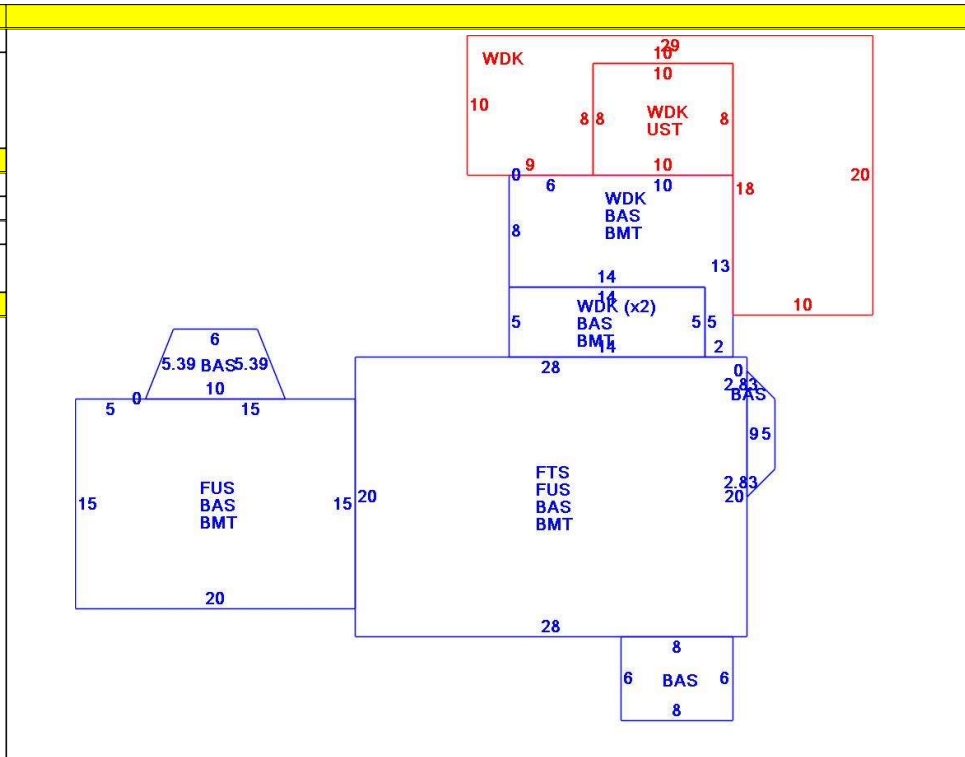 29
WDK
10
10
10
8 8
WDK
UST
8
9
10
0
6
10
18
20
WDK
BAS
BMT
8
14
13
10
14
WDK (x2)
BAS
BMT
5
5 5
14
2
28
0
2.83
BAS
9 5
2.83
20
6
5.39 BAS 5.39
10
0
5
15
FUS
BAS
BMT
15
15
20
20
FTS
FUS
BAS
BMT
28
8
6
BAS
6
8